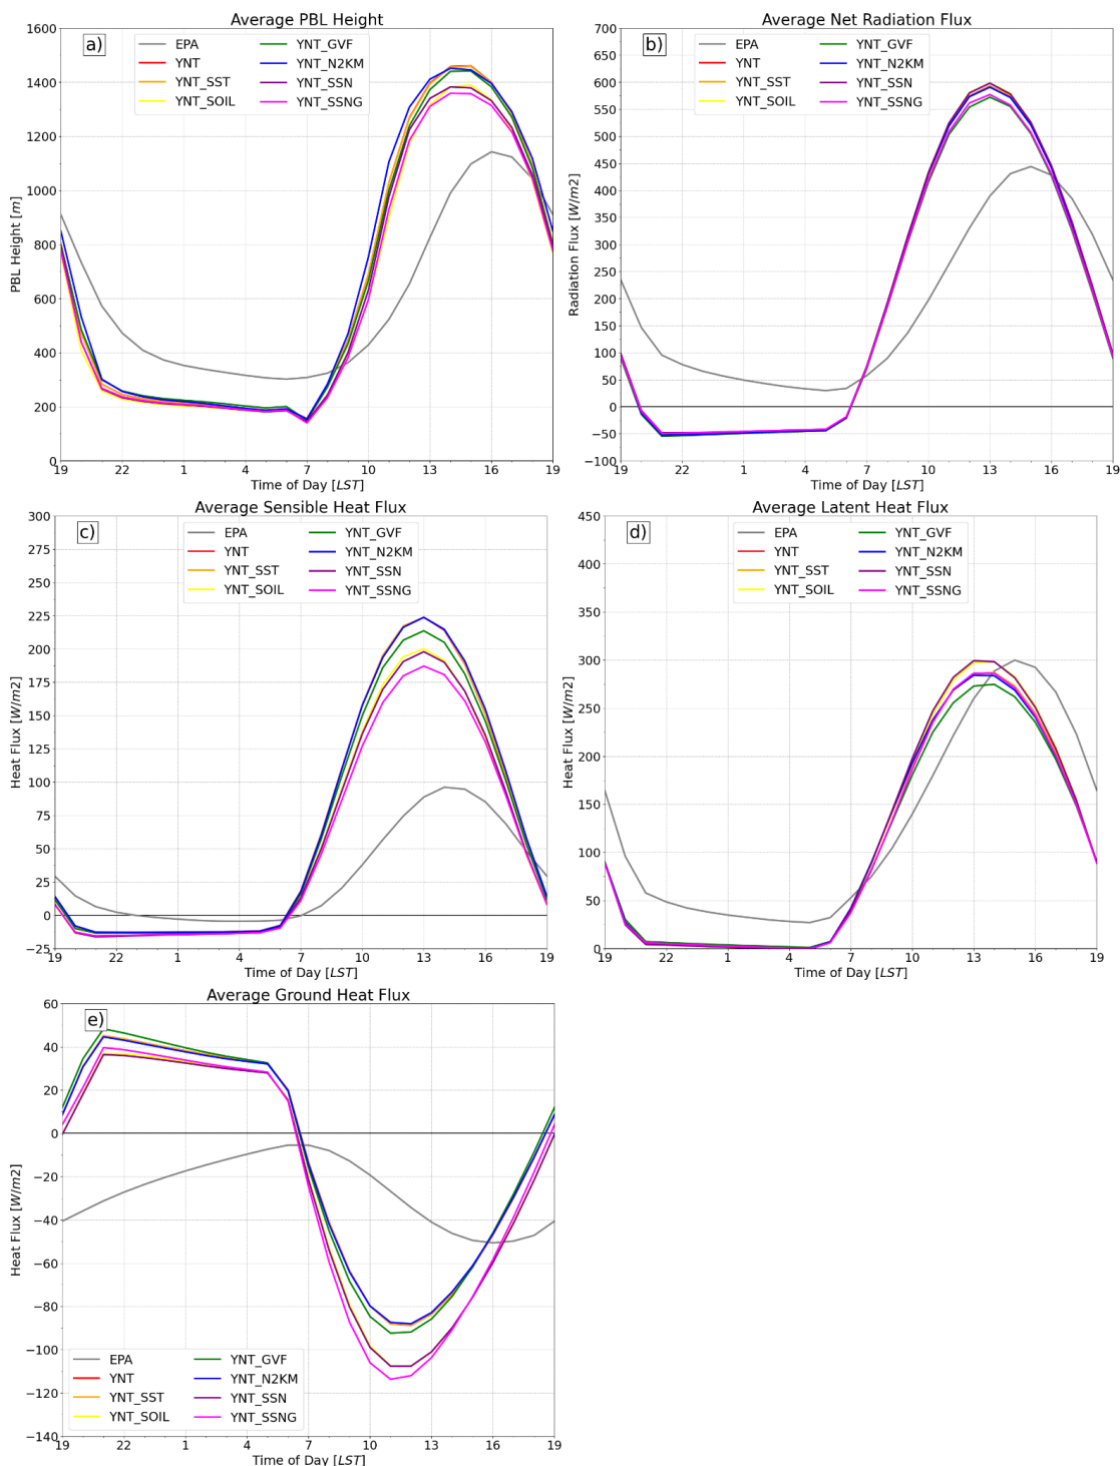 Average PBL Height
a)
EPA
YNT
YNT_SST
YNT_SOIL
YNT_GVF
YNT_N2KM
YNT_SSN
YNT_SSNG
PBL Height [m]
1600
1400
1200
1000
800
600
400
200
0
19 22 1 4 7 10 13 16 19
Time of Day [LST]
Average Net Radiation Flux
b)
EPA
YNT
YNT_SST
YNT_SOIL
YNT_GVF
YNT_N2KM
YNT_SSN
YNT_SSNG
Radiation Flux [W/m2]
700
650
600
550
500
450
400
350
300
250
200
150
100
50
0
−50
−100
19 22 1 4 7 10 13 16 19
Time of Day [LST]
Average Sensible Heat Flux
c)
EPA
YNT
YNT_SST
YNT_SOIL
YNT_GVF
YNT_N2KM
YNT_SSN
YNT_SSNG
Heat Flux [W/m2]
300
275
250
225
200
175
150
125
100
75
50
25
0
−25
19 22 1 4 7 10 13 16 19
Time of Day [LST]
Average Latent Heat Flux
d)
EPA
YNT
YNT_SST
YNT_SOIL
YNT_GVF
YNT_N2KM
YNT_SSN
YNT_SSNG
Heat Flux [W/m2]
450
400
350
300
250
200
150
100
50
0
19 22 1 4 7 10 13 16 19
Time of Day [LST]
Average Ground Heat Flux
e)
EPA
YNT
YNT_SST
YNT_SOIL
YNT_GVF
YNT_N2KM
YNT_SSN
YNT_SSNG
Heat Flux [W/m2]
60
40
20
0
−20
−40
−60
−80
−100
−120
−140
19 22 1 4 7 10 13 16 19
Time of Day [LST]